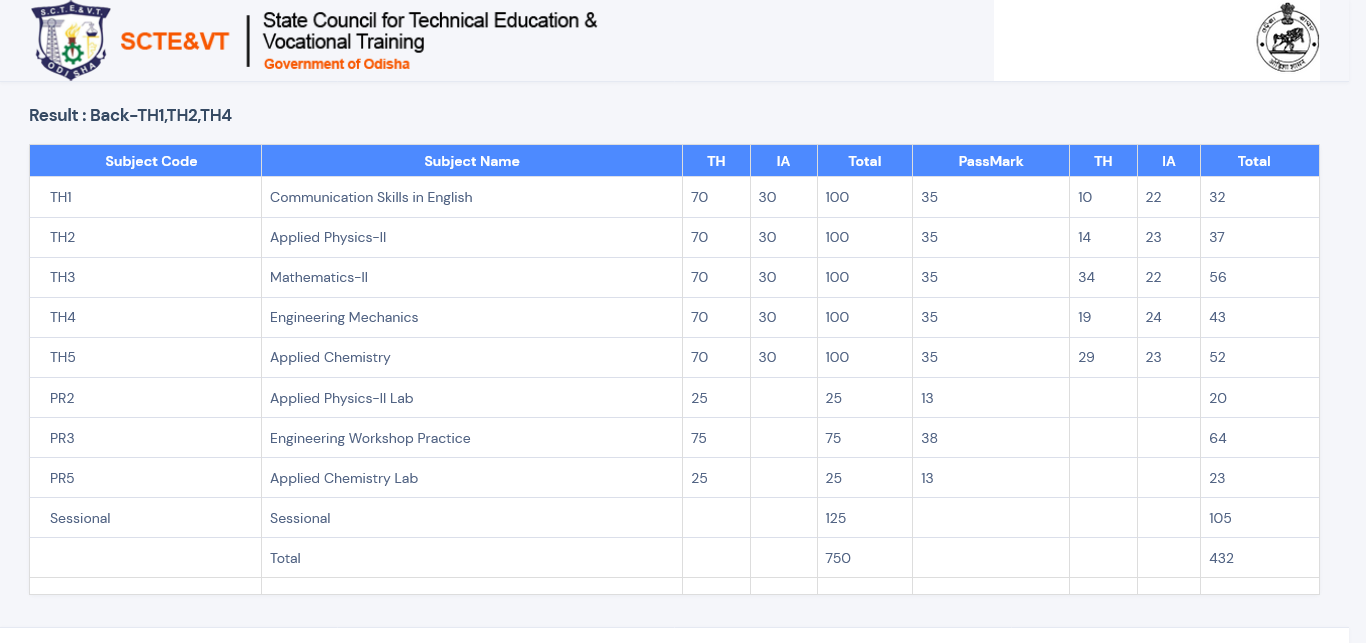 S.C.T.E.&V.T.
ODISHA
SCTE&VT
State Council for Technical Education &
Vocational Training
Government of Odisha
Result : Back-TH1,TH2,TH4
Subject Code Subject Name TH IA Total PassMark TH IA Total
TH1 Communication Skills in English 70 30 100 35 10 22 32
TH2 Applied Physics-II 70 30 100 35 14 23 37
TH3 Mathematics-II 70 30 100 35 34 22 56
TH4 Engineering Mechanics 70 30 100 35 19 24 43
TH5 Applied Chemistry 70 30 100 35 29 23 52
PR2 Applied Physics-II Lab 25 25 13 20
PR3 Engineering Workshop Practice 75 75 38 64
PR5 Applied Chemistry Lab 25 25 13 23
Sessional Sessional 125 105
Total 750 432